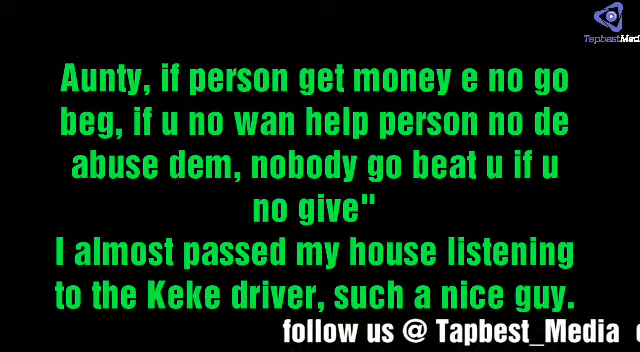 Tapbest Media
Aunty, if person get money e no go
beg, if u no wan help person no de
abuse dem, nobody go beat u if u
no give"
I almost passed my house listening
to the Keke driver, such a nice guy.
follow us @ Tapbest_Media